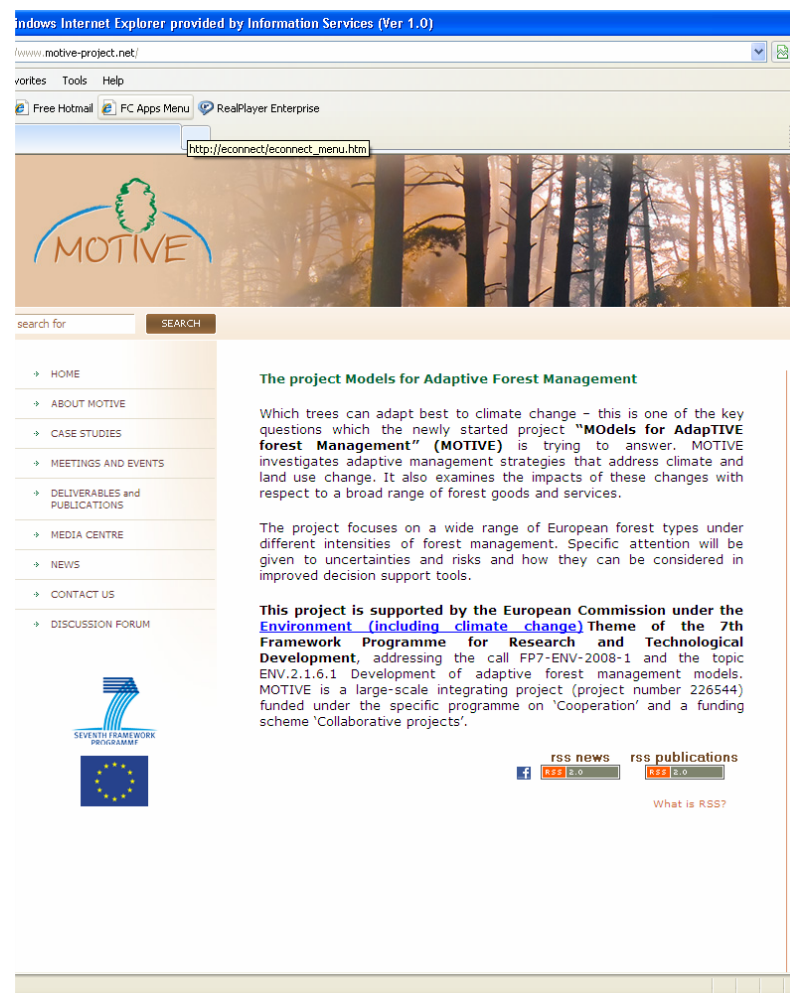 indows Internet Explorer provided by Information Services (Ver 1.0)
/www.motive-project.net/
vorites Tools Help
Free Hotmail FC Apps Menu RealPlayer Enterprise
http://econnect/econnect_menu.htm
MOTIVE
search for SEARCH
HOME
ABOUT MOTIVE
CASE STUDIES
MEETINGS AND EVENTS
DELIVERABLES and
PUBLICATIONS
MEDIA CENTRE
NEWS
CONTACT US
DISCUSSION FORUM
SEVENTH FRAMEWORK
PROGRAMME
The project Models for Adaptive Forest Management
Which trees can adapt best to climate change – this is one of the key
questions which the newly started project “MOdels for AdapTIVE
forest Management” (MOTIVE) is trying to answer. MOTIVE
investigates adaptive management strategies that address climate and
land use change. It also examines the impacts of these changes with
respect to a broad range of forest goods and services.
The project focuses on a wide range of European forest types under
different intensities of forest management. Specific attention will be
given to uncertainties and risks and how they can be considered in
improved decision support tools.
This project is supported by the European Commission under the
Environment (including climate change) Theme of the 7th
Framework Programme for Research and Technological
Development, addressing the call FP7-ENV-2008-1 and the topic
ENV.2.1.6.1 Development of adaptive forest management models.
MOTIVE is a large-scale integrating project (project number 226544)
funded under the specific programme on ‘Cooperation’ and a funding
scheme ‘Collaborative projects’.
rss news rss publications
f RSS 2.0 RSS 2.0
What is RSS?